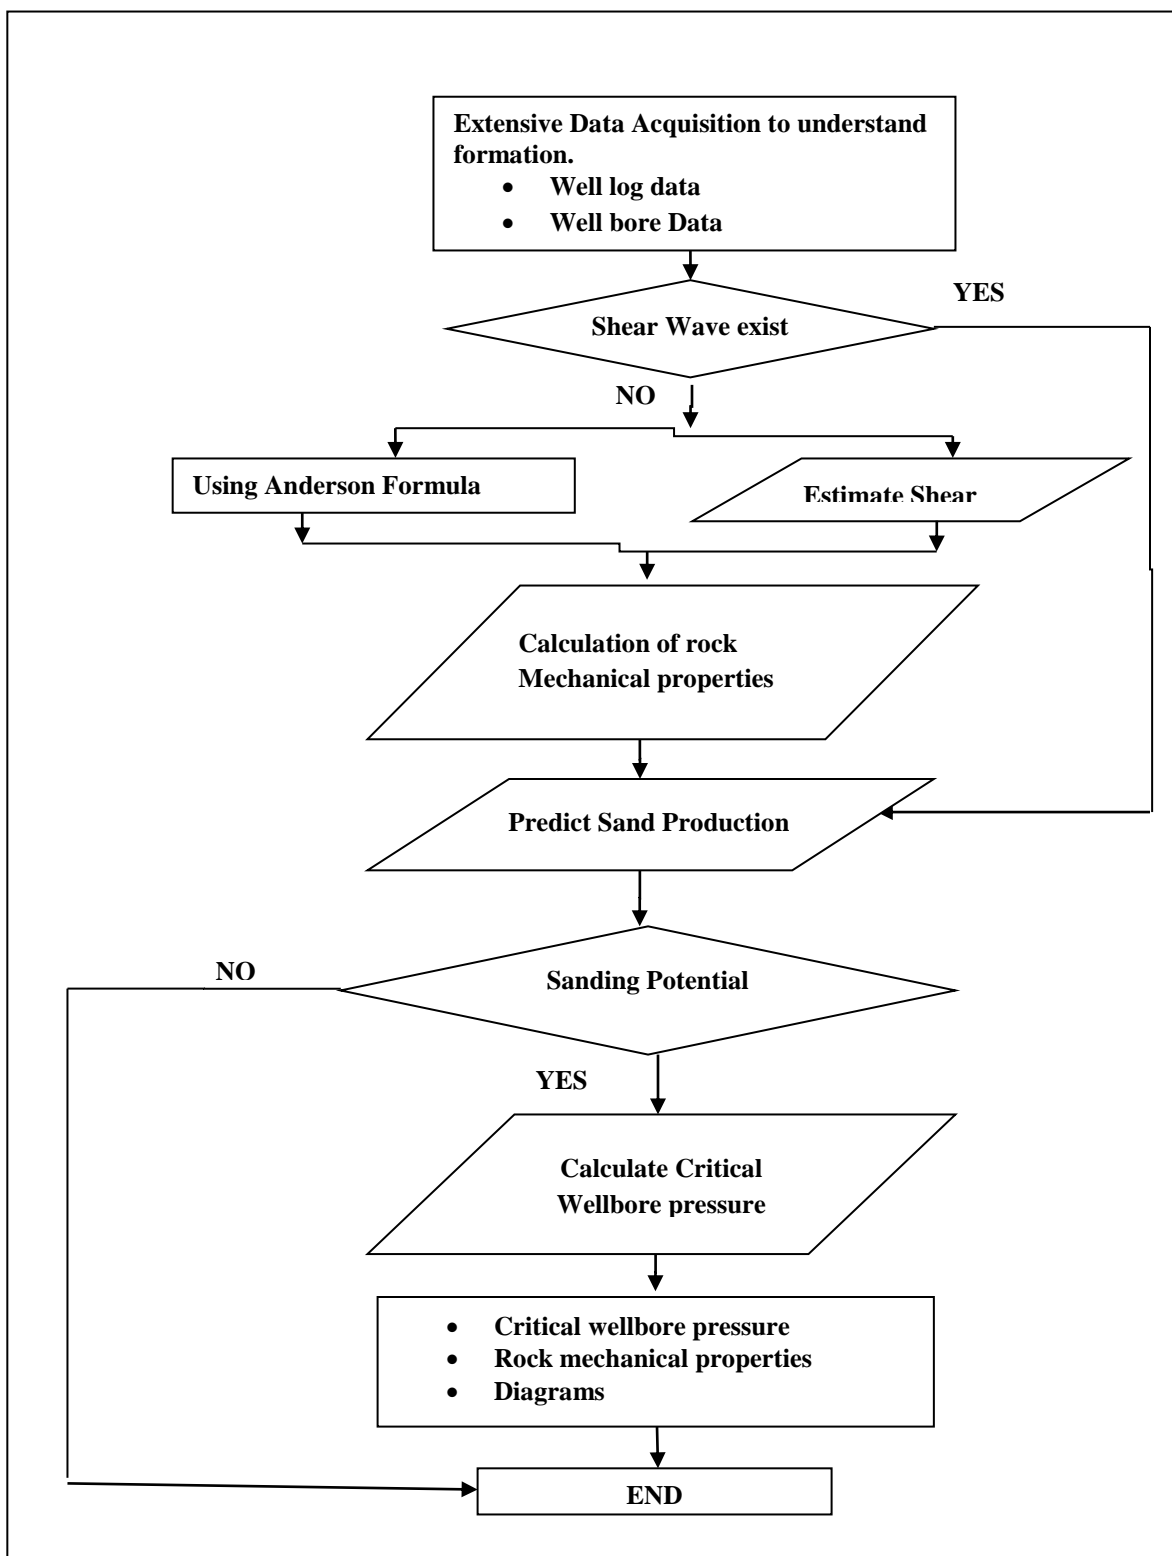 Extensive Data Acquisition to understand
formation.
• Well log data
• Well bore Data
YES
Shear Wave exist
NO
Using Anderson Formula
Estimate Shear
Calculation of rock
Mechanical properties
Predict Sand Production
NO
Sanding Potential
YES
Calculate Critical
Wellbore pressure
• Critical wellbore pressure
• Rock mechanical properties
• Diagrams
END